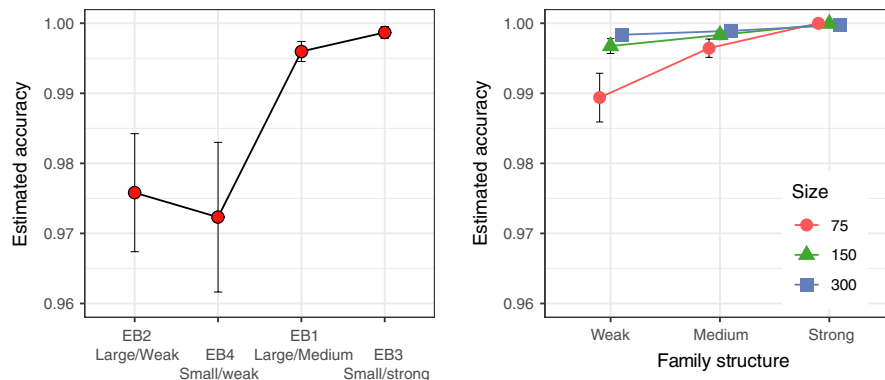 Estimated accuracy
1.00
0.99
0.98
0.97
0.96
EB2
Large/Weak
EB4
Small/weak
EB1
Large/Medium
EB3
Small/strong
Estimated accuracy
1.00
0.99
0.98
0.97
0.96
Size
75
150
300
Weak
Medium
Strong
Family structure